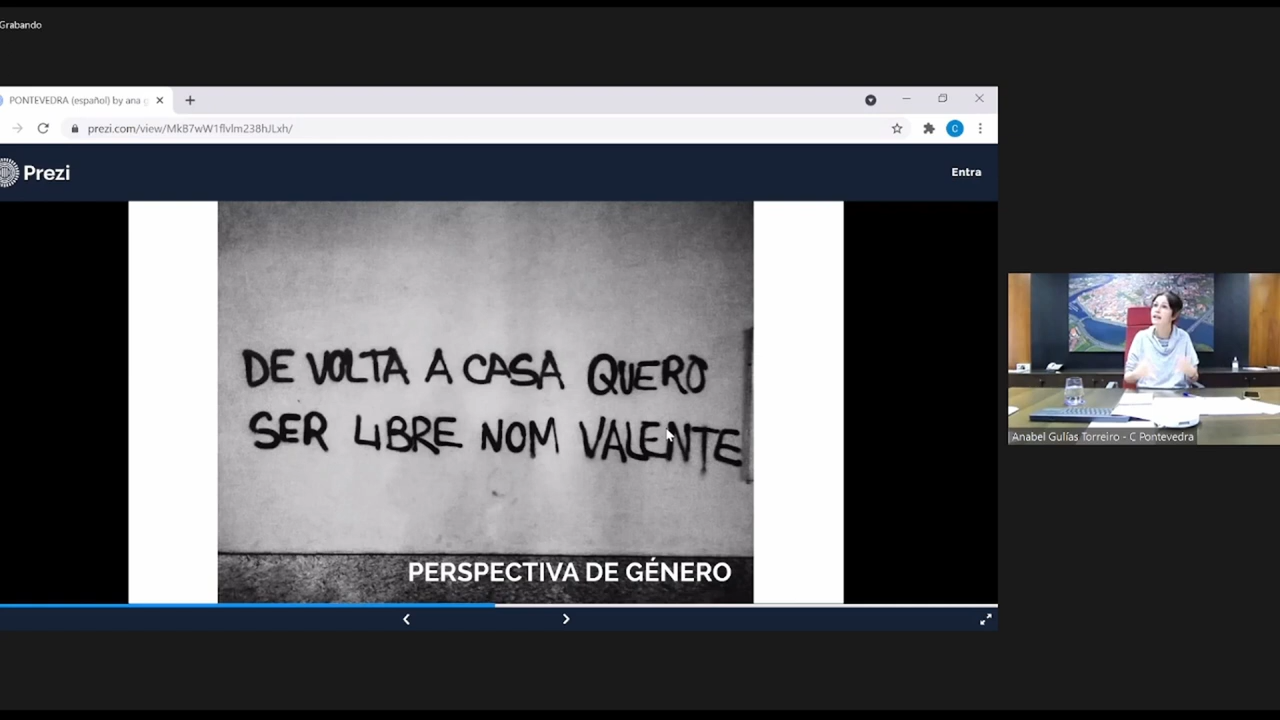 Grabando
PONTEVEDRA (español) by ana g
prezi.com/view/MkB7wW1flvlm238hJLxh/
C
Prezi
Entra
DE VOLTA A CASA QUERO
SER LIBRE NOM VALENTE
PERSPECTIVA DE GÉNERO
Anabel Gulías Torreiro - C Pontevedra